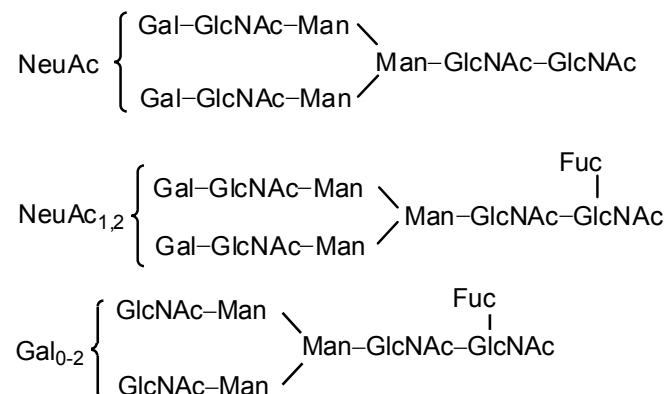 Gal–GlcNAc–Man
NeuAc { Man–GlcNAc–GlcNAc
Gal–GlcNAc–Man
Fuc
Gal–GlcNAc–Man
NeuAc1,2 { Man–GlcNAc–GlcNAc
Gal–GlcNAc–Man
Fuc
GlcNAc–Man
Gal0-2 { Man–GlcNAc–GlcNAc
GlcNAc–Man